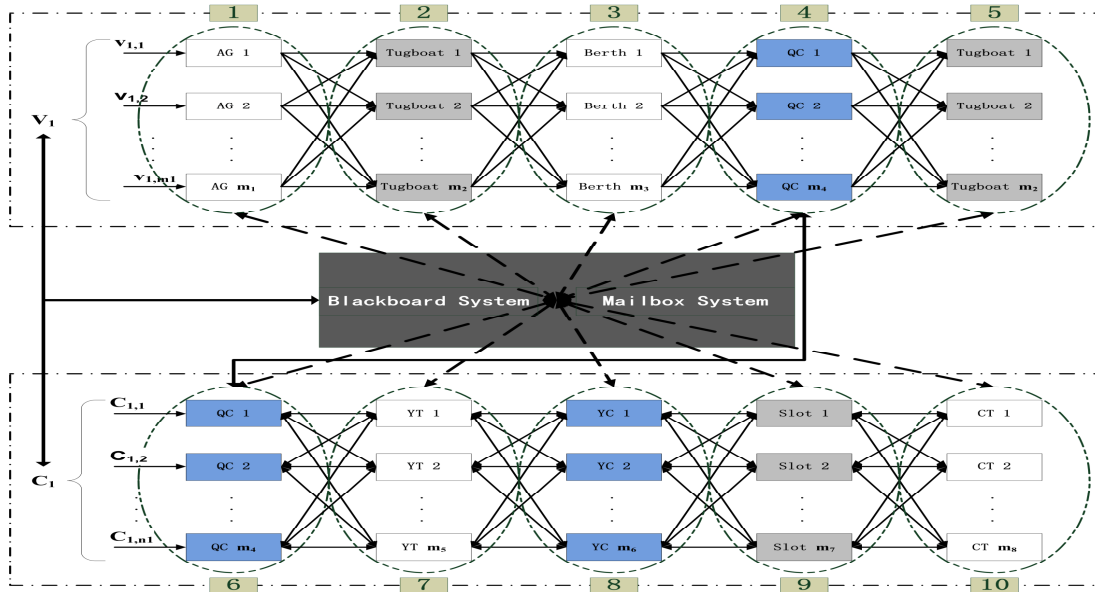 1 2 3 4 5
v1,1 AG 1 Tugboat 1 Berth 1 QC 1 Tugboat 1
v1,2 AG 2 Tugboat 2 Berth 2 QC 2 Tugboat 2
V1
v1,m1 AG m1 Tugboat m2 Berth m3 QC m4 Tugboat m2
Blackboard System Mailbox System
C1,1 QC 1 YT 1 YC 1 Slot 1 CT 1
C1,2 QC 2 YT 2 YC 2 Slot 2 CT 2
C1
C1,n1 QC m4 YT m5 YC m6 Slot m7 CT m8
6 7 8 9 10